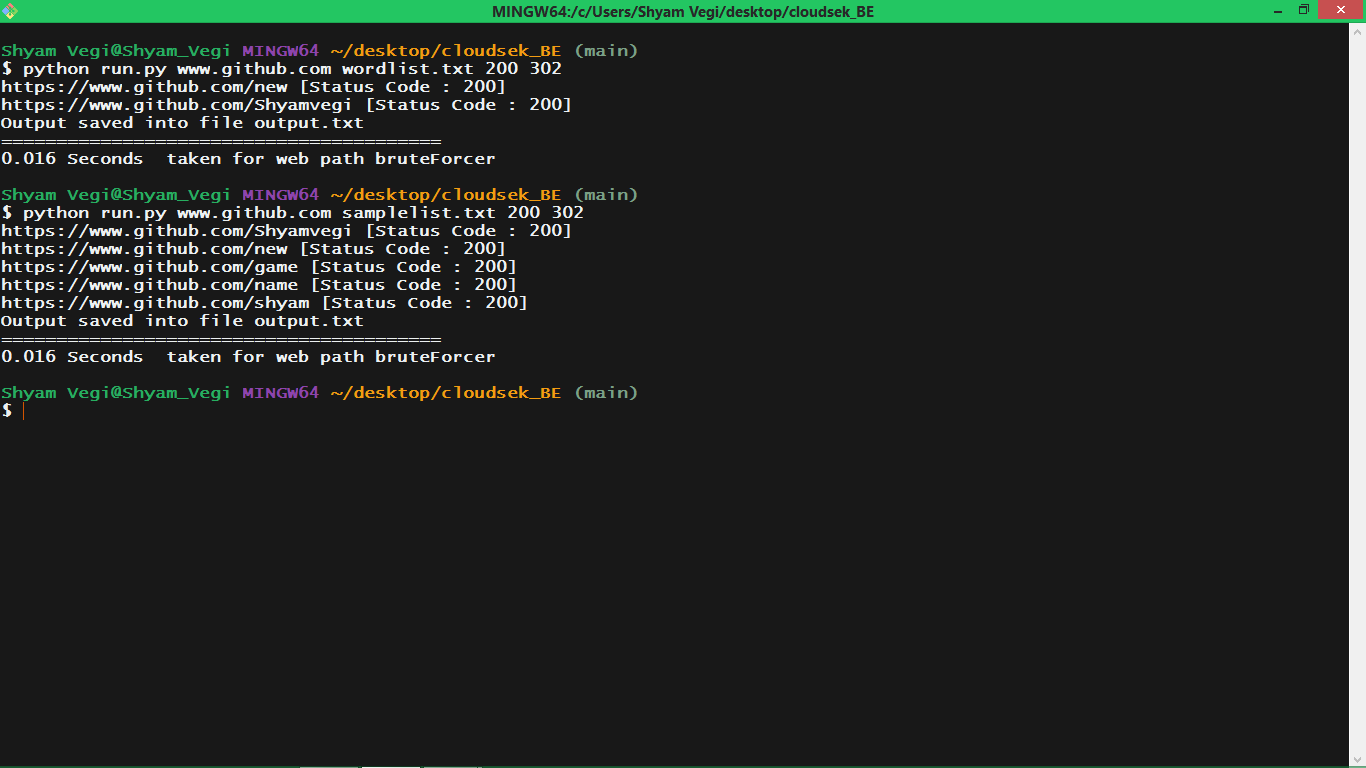 MINGW64:/c/Users/Shyam Vegi/desktop/cloudsek_BE
Shyam Vegi@Shyam_Vegi MINGW64 ~/desktop/cloudsek_BE (main)
$ python run.py www.github.com wordlist.txt 200 302
https://www.github.com/new [Status Code : 200]
https://www.github.com/Shyamvegi [Status Code : 200]
Output saved into file output.txt
========================================
0.016 Seconds  taken for web path bruteForcer
Shyam Vegi@Shyam_Vegi MINGW64 ~/desktop/cloudsek_BE (main)
$ python run.py www.github.com samplelist.txt 200 302
https://www.github.com/Shyamvegi [Status Code : 200]
https://www.github.com/new [Status Code : 200]
https://www.github.com/game [Status Code : 200]
https://www.github.com/name [Status Code : 200]
https://www.github.com/shyam [Status Code : 200]
Output saved into file output.txt
========================================
0.016 Seconds  taken for web path bruteForcer
Shyam Vegi@Shyam_Vegi MINGW64 ~/desktop/cloudsek_BE (main)
$